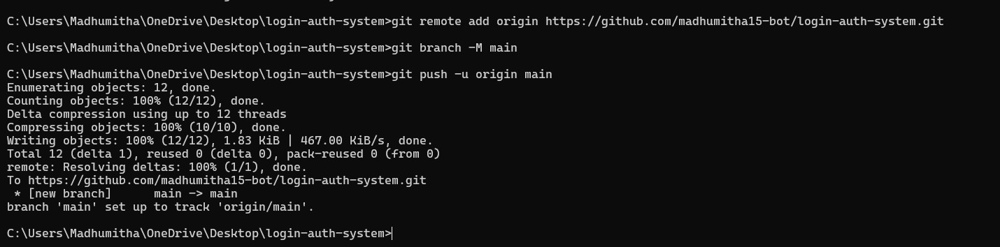 C:\Users\Madhumitha\OneDrive\Desktop\login-auth-system>git remote add origin https://github.com/madhumitha15-bot/login-auth-system.git
C:\Users\Madhumitha\OneDrive\Desktop\login-auth-system>git branch -M main
C:\Users\Madhumitha\OneDrive\Desktop\login-auth-system>git push -u origin main
Enumerating objects: 12, done.
Counting objects: 100% (12/12), done.
Delta compression using up to 12 threads
Compressing objects: 100% (10/10), done.
Writing objects: 100% (12/12), 1.83 KiB | 467.00 KiB/s, done.
Total 12 (delta 1), reused 0 (delta 0), pack-reused 0 (from 0)
remote: Resolving deltas: 100% (1/1), done.
To https://github.com/madhumitha15-bot/login-auth-system.git
 * [new branch]      main -> main
branch 'main' set up to track 'origin/main'.
C:\Users\Madhumitha\OneDrive\Desktop\login-auth-system>